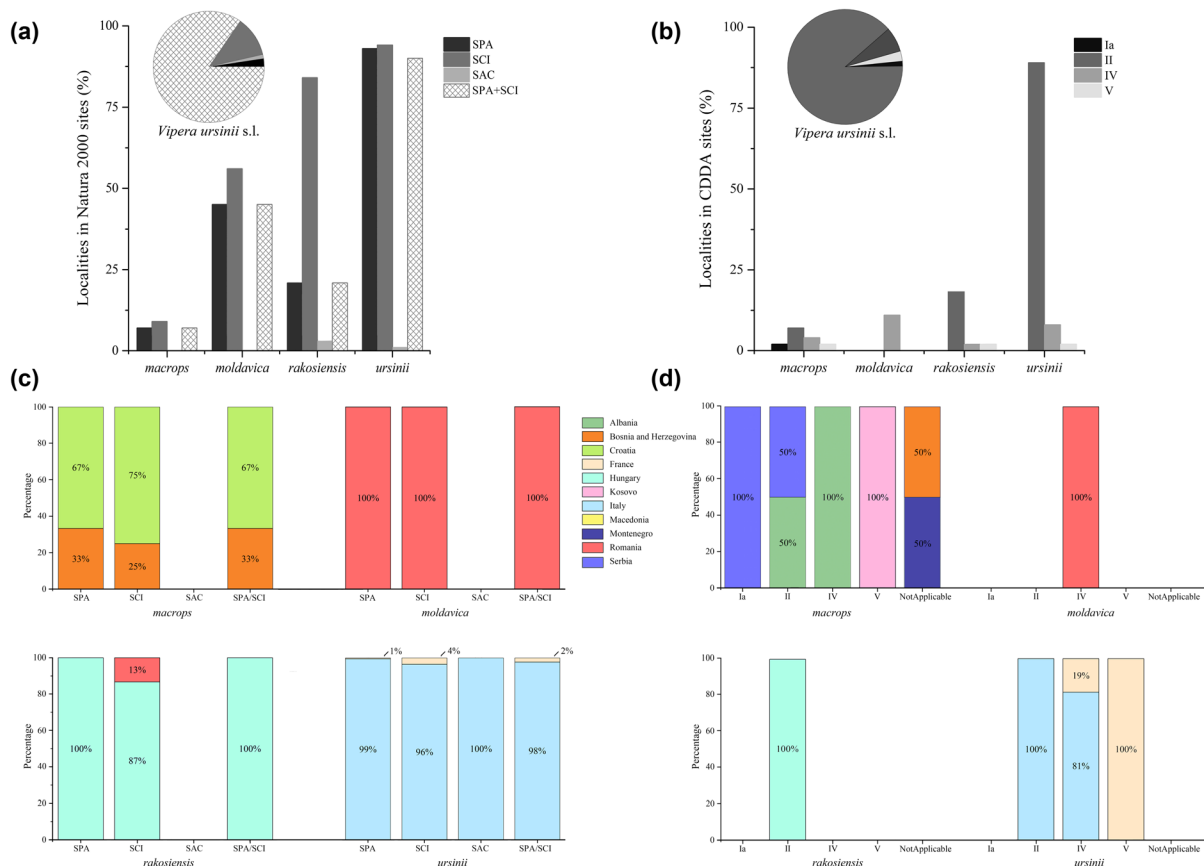 (a)
100
75
50
25
0
Localities in Natura 2000 sites (%)
Vipera ursinii s.l.
SPA
SCI
SAC
SPA+SCI
macrops
moldavica
rakosiensis
ursinii
(b)
100
75
50
25
0
Localities in CDDA sites (%)
Vipera ursinii s.l.
Ia
II
IV
V
macrops
moldavica
rakosiensis
ursinii
(c)
100
80
60
40
20
0
Percentage
67%
75%
67%
33%
25%
33%
100%
100%
100%
SPA
SCI
SAC
SPA/SCI
SPA
SCI
SAC
SPA/SCI
macrops
moldavica
Albania
Bosnia and Herzegovina
Croatia
France
Hungary
Kosovo
Italy
Macedonia
Montenegro
Romania
Serbia
100
80
60
40
20
0
Percentage
100%
13%
87%
100%
1%
4%
2%
99%
96%
100%
98%
SPA
SCI
SAC
SPA/SCI
SPA
SCI
SAC
SPA/SCI
rakosiensis
ursinii
(d)
100
80
60
40
20
0
Percentage
100%
50%
50%
100%
100%
50%
50%
100%
Ia
II
IV
V
NotApplicable
Ia
II
IV
V
NotApplicable
macrops
moldavica
100
80
60
40
20
0
Percentage
100%
100%
19%
81%
100%
Ia
II
IV
V
NotApplicable
Ia
II
IV
V
NotApplicable
rakosiensis
ursinii